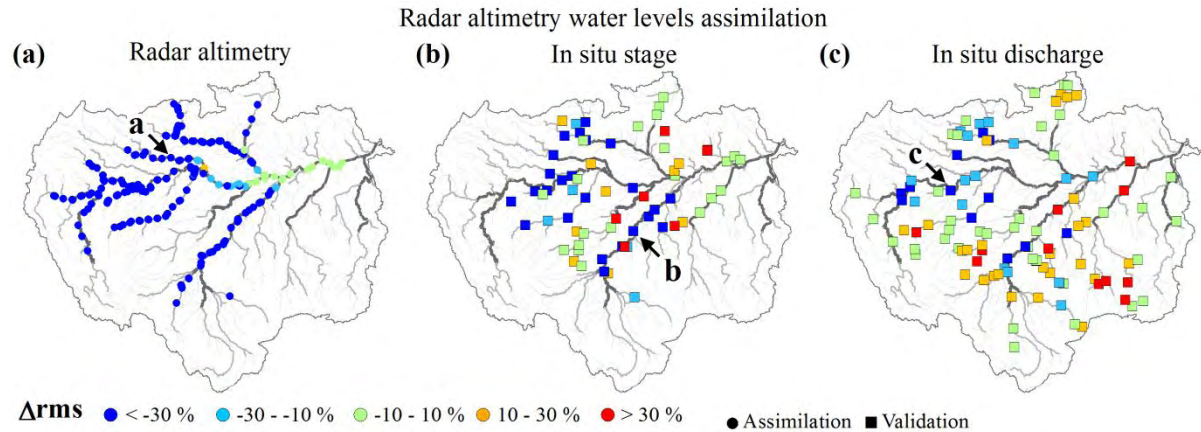 Radar altimetry water levels assimilation
(a) Radar altimetry (b) In situ stage (c) In situ discharge
a
c
b
Δrms < -30 % -30 - -10 % -10 - 10 % 10 - 30 % > 30 % Assimilation Validation